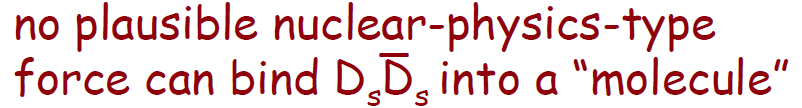 no plausible nuclear-physics-type
force can bind DₛD̅ₛ into a “molecule”